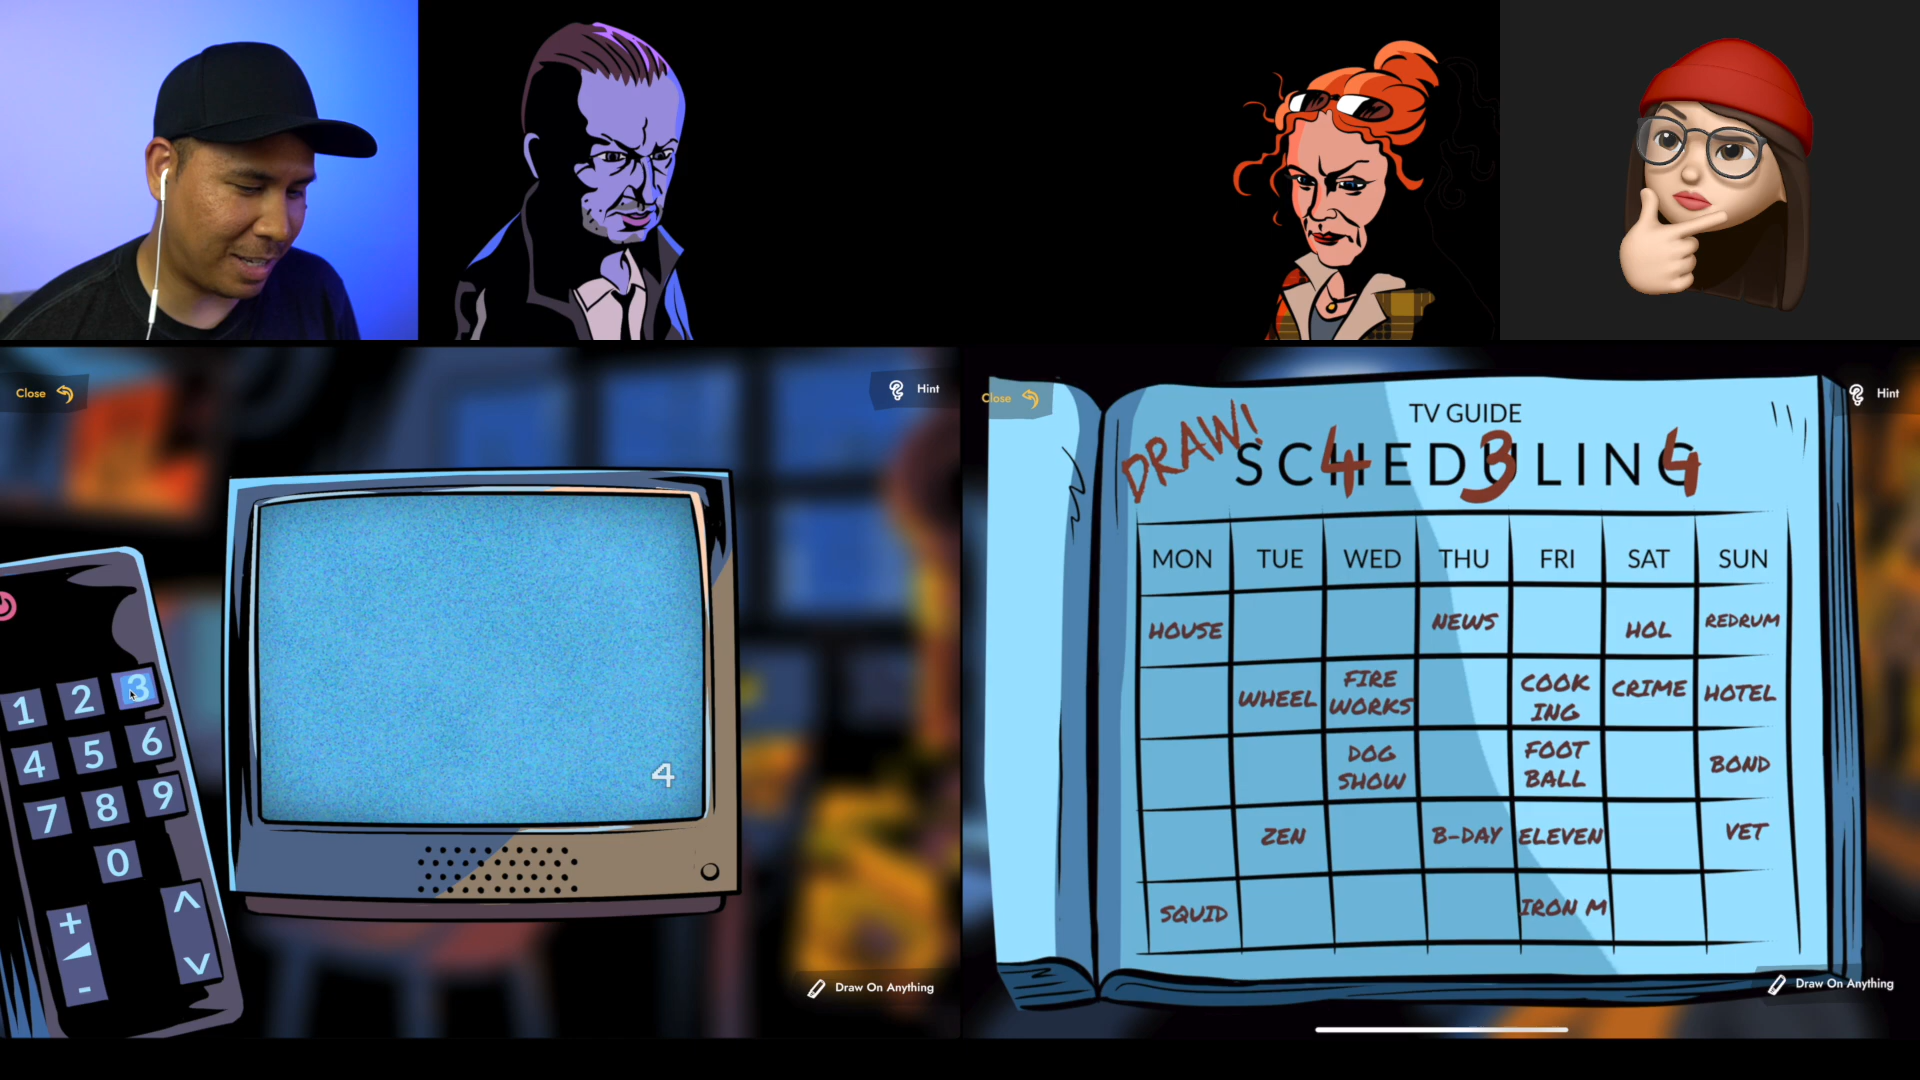 Close
Hint
1 2 3
4 5 6
7 8 9
0
+
-
4
Draw On Anything
Close
Hint
DRAW!
TV GUIDE
SCHEDULING
4 3 4
MON TUE WED THU FRI SAT SUN
HOUSE NEWS HOL REDRUM
WHEEL FIRE WORKS COOK ING CRIME HOTEL
DOG SHOW FOOT BALL BOND
ZEN B-DAY ELEVEN VET
SQUID IRON M
Draw On Anything